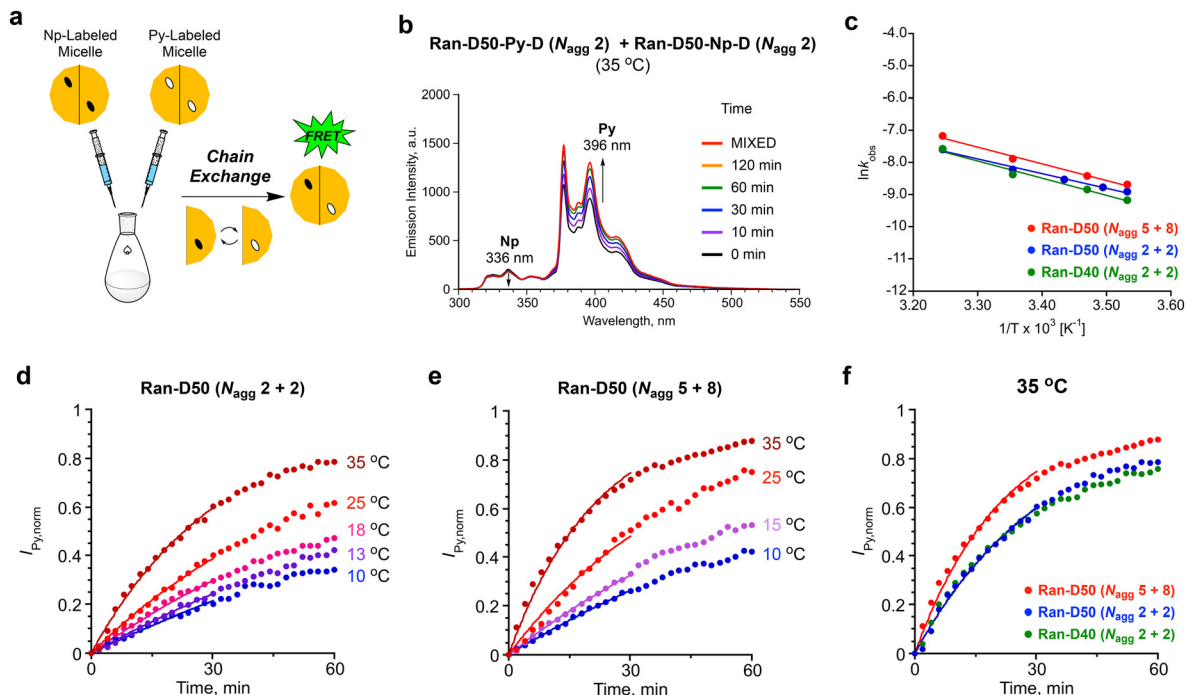 a
Np-Labeled
Micelle
Py-Labeled
Micelle
FRET
Chain
Exchange
b
Ran-D50-Py-D (Nagg 2) + Ran-D50-Np-D (Nagg 2)
(35 °C)
Emission Intensity, a.u.
2000
1500
1000
500
0
300
350
400
450
500
550
Wavelength, nm
Np
336 nm
Py
396 nm
Time
MIXED
120 min
60 min
30 min
10 min
0 min
c
lnkobs
-4.0
-5.0
-6.0
-7.0
-8.0
-9.0
-10.0
-11.0
-12
3.20
3.30
3.40
3.50
3.60
1/T x 10³ [K⁻¹]
Ran-D50 (Nagg 5 + 8)
Ran-D50 (Nagg 2 + 2)
Ran-D40 (Nagg 2 + 2)
d
Ran-D50 (Nagg 2 + 2)
IPy,norm
1
0.8
0.6
0.4
0.2
0
0
30
60
Time, min
35 °C
25 °C
18 °C
13 °C
10 °C
e
Ran-D50 (Nagg 5 + 8)
IPy,norm
1
0.8
0.6
0.4
0.2
0
0
30
60
Time, min
35 °C
25 °C
15 °C
10 °C
f
35 °C
IPy,norm
1
0.8
0.6
0.4
0.2
0
0
30
60
Time, min
Ran-D50 (Nagg 5 + 8)
Ran-D50 (Nagg 2 + 2)
Ran-D40 (Nagg 2 + 2)